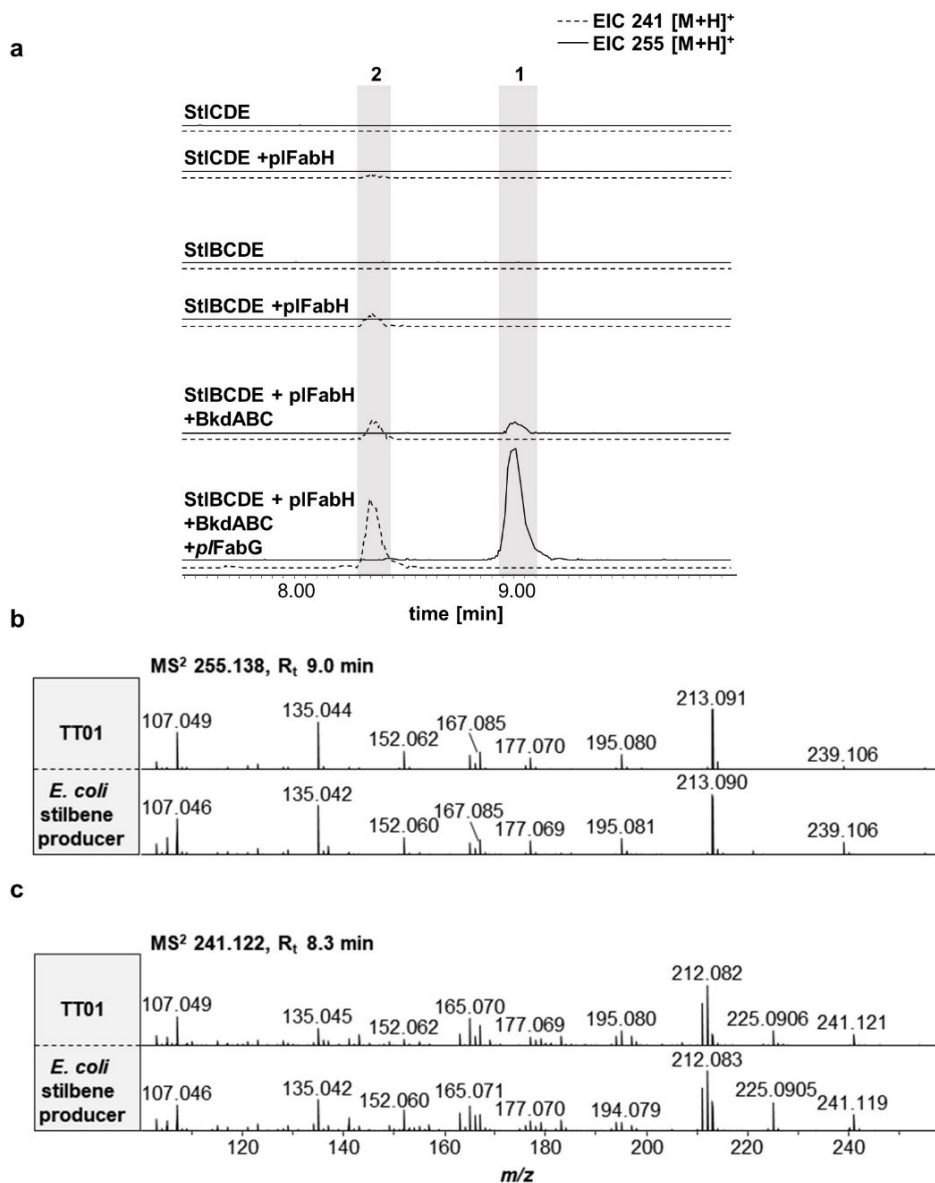 EIC 241 [M+H]⁺
EIC 255 [M+H]⁺
a
2 1
StlCDE
StlCDE +plFabH
StlBCDE
StlBCDE +plFabH
StlBCDE + plFabH
+BkdABC
StlBCDE + plFabH
+BkdABC
+plFabG
8.00 9.00
time [min]
b
MS² 255.138, Rₜ 9.0 min
TT01
107.049 135.044 152.062 167.085 177.070 195.080 213.091 239.106
E. coli
stilbene
producer
107.046 135.042 152.060 167.085 177.069 195.081 213.090 239.106
c
MS² 241.122, Rₜ 8.3 min
TT01
107.049 135.045 152.062 165.070 177.069 195.080 212.082 225.0906 241.121
E. coli
stilbene
producer
107.046 135.042 152.060 165.071 177.070 194.079 212.083 225.0905 241.119
120 140 160 180 200 220 240
m/z